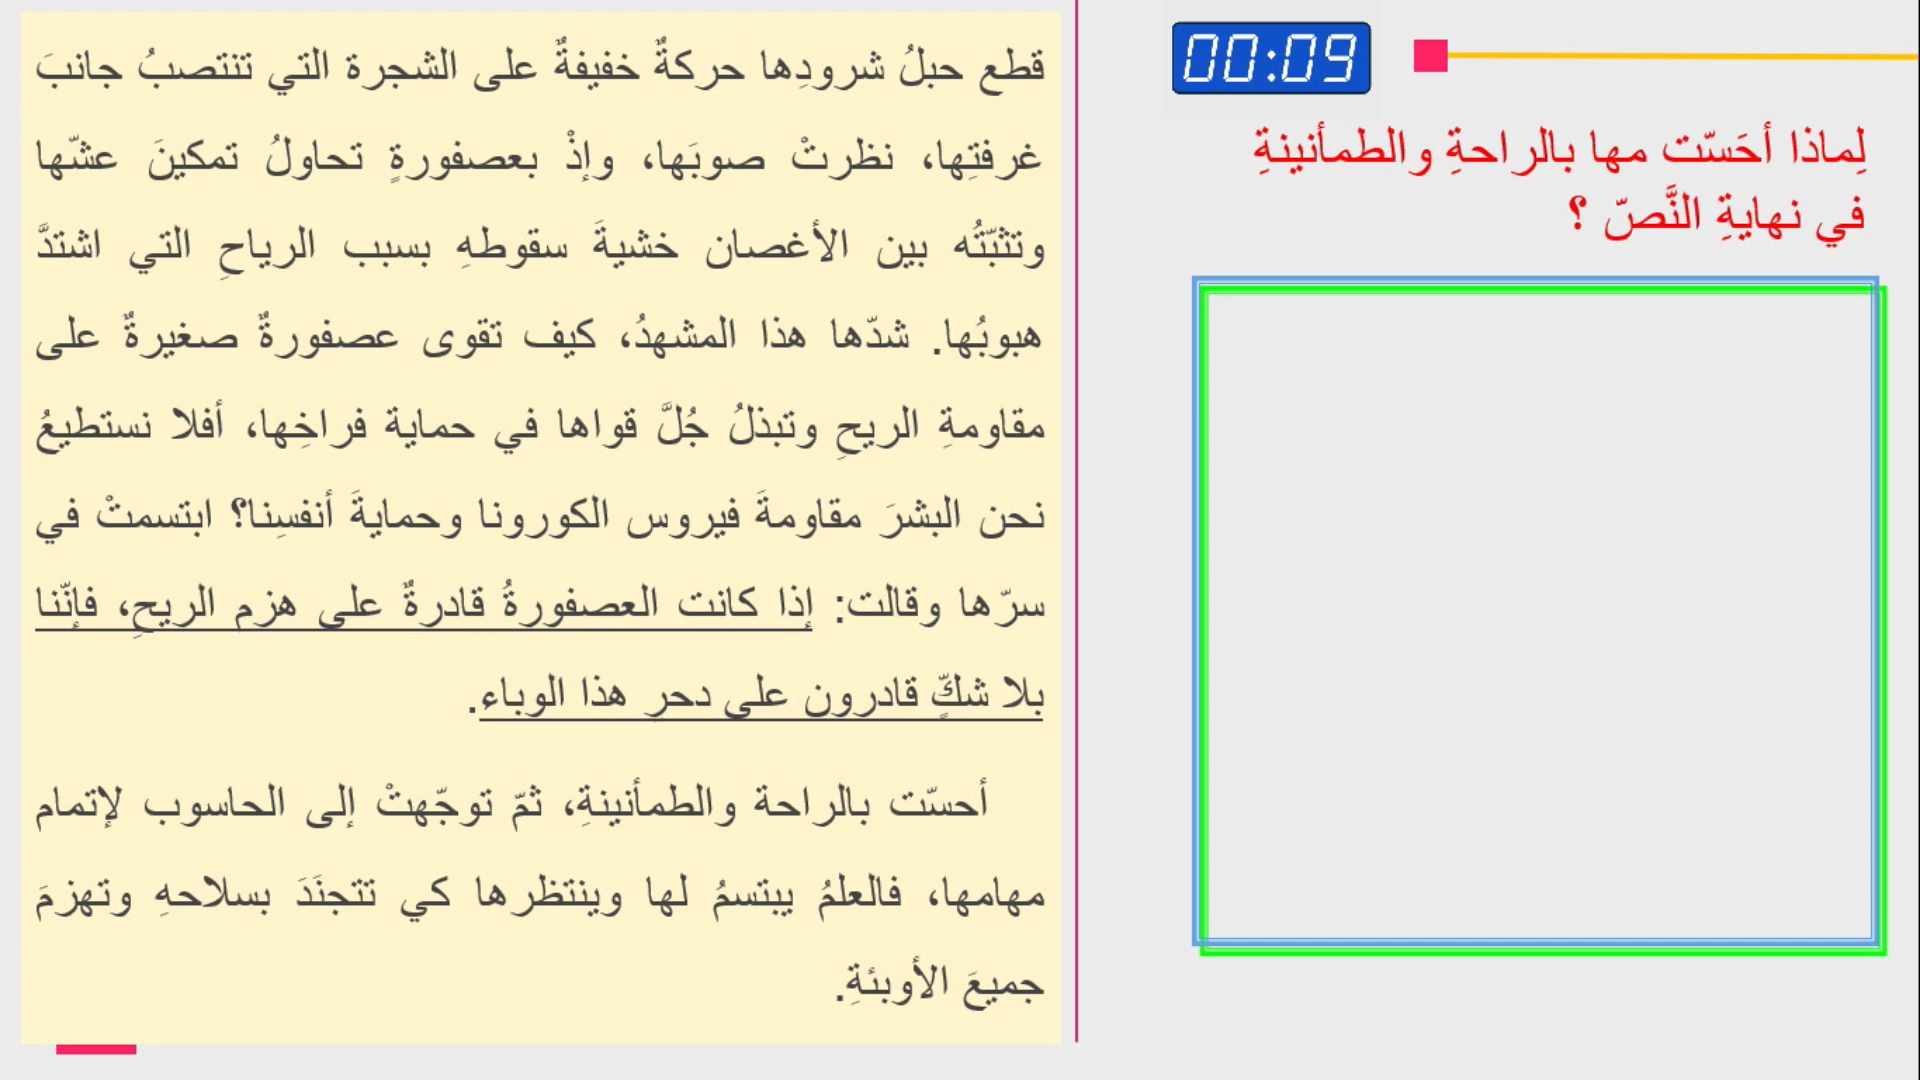 00:09
لِماذا أحَسّت مها بالراحةِ والطمأنينةِ
في نهايةِ النَّصّ ؟
قطع حبلُ شرودِها حركةٌ خفيفةٌ على الشجرة التي تنتصبُ جانبَ
غرفتِها، نظرتْ صوبَها، وإذْ بعصفورةٍ تحاولُ تمكينَ عشّها
وتثبّتُه بين الأغصان خشيةَ سقوطهِ بسبب الرياحِ التي اشتدَّ
هبوبُها. شدّها هذا المشهدُ، كيف تقوى عصفورةٌ صغيرةٌ على
مقاومةِ الريحِ وتبذلُ جُلَّ قواها في حماية فراخِها، أفلا نستطيعُ
نحن البشرَ مقاومةَ فيروس الكورونا وحمايةَ أنفسِنا؟ ابتسمتْ في
سرّها وقالت: إذا كانت العصفورةُ قادرةٌ على هزم الريحِ، فإنّنا
بلا شكٍّ قادرون على دحرِ هذا الوباء.
أحسّت بالراحة والطمأنينةِ، ثمّ توجّهتْ إلى الحاسوب لإتمام
مهامها، فالعلمُ يبتسمُ لها وينتظرها كي تتجنَدَ بسلاحهِ وتهزمَ
جميعَ الأوبئةِ.